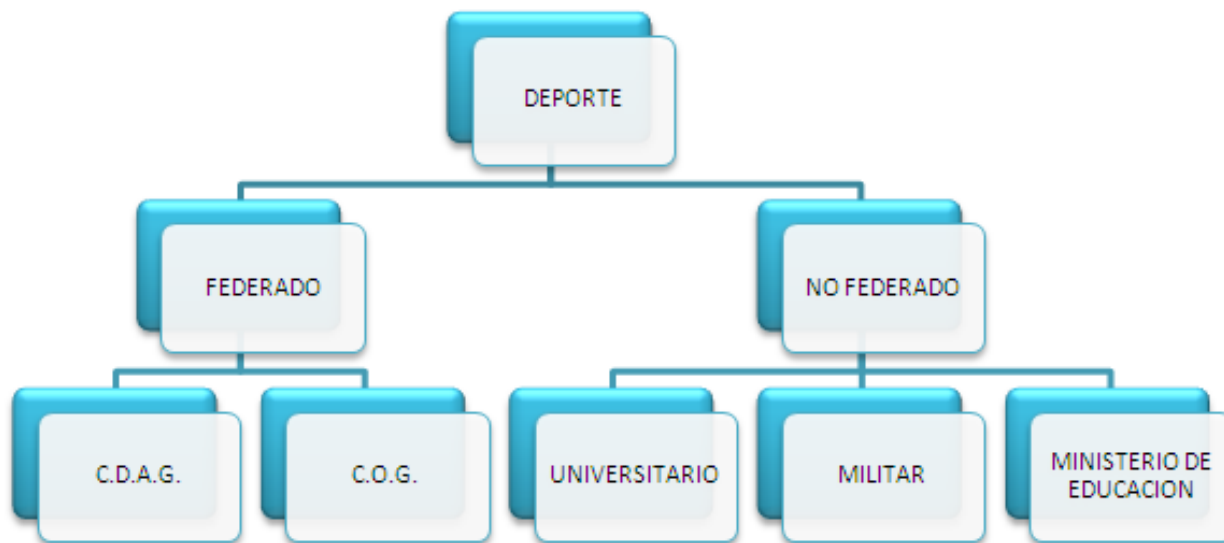 DEPORTE
FEDERADO
NO FEDERADO
C.D.A.G.
C.O.G.
UNIVERSITARIO
MILITAR
MINISTERIO DE
EDUCACION